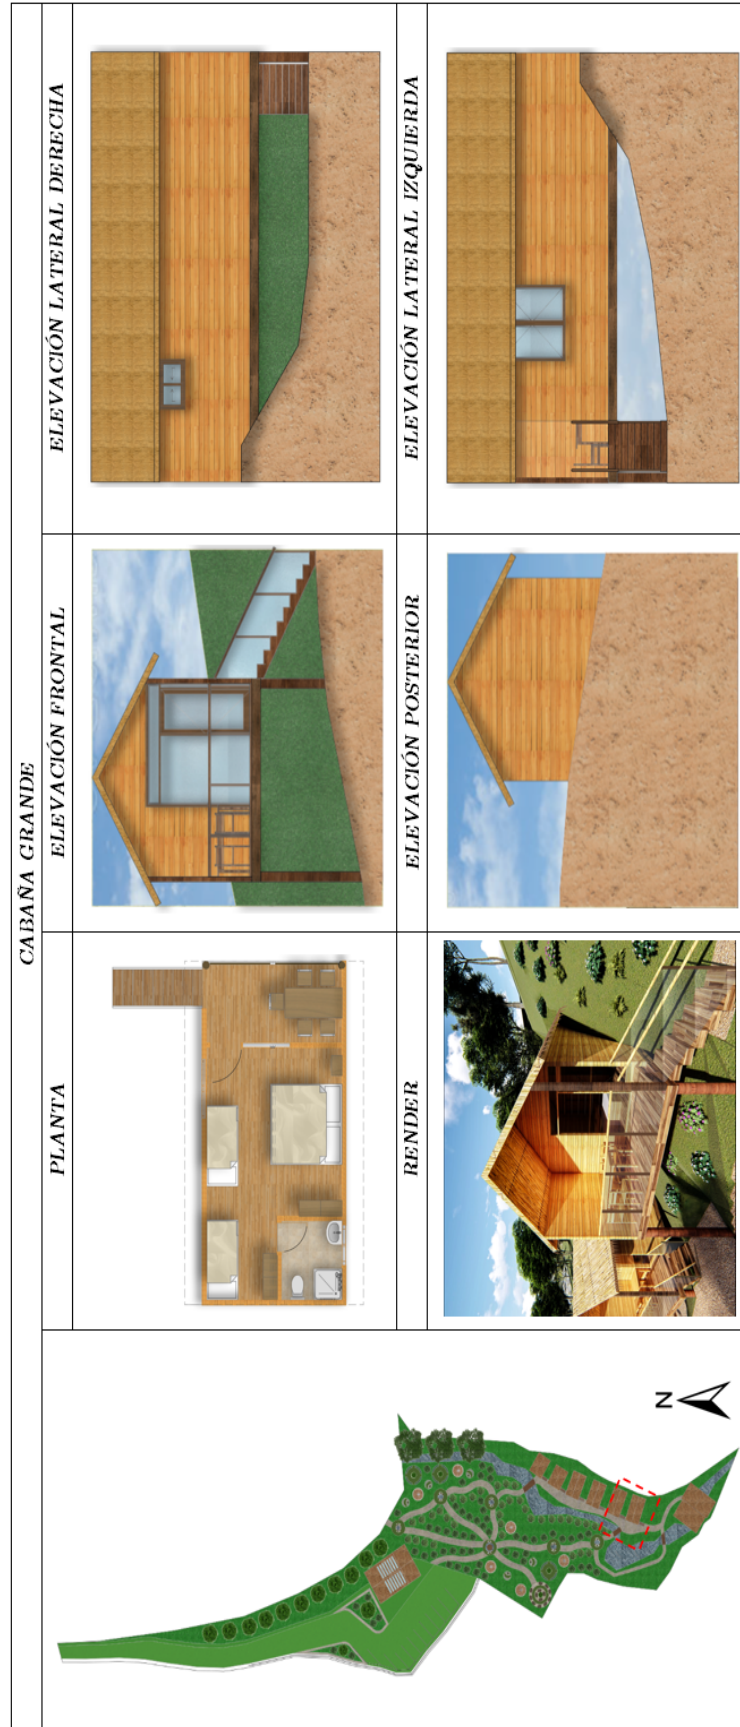 CABAÑA GRANDE
PLANTA
ELEVACIÓN FRONTAL
ELEVACIÓN LATERAL DERECHA
RENDER
ELEVACIÓN POSTERIOR
ELEVACIÓN LATERAL IZQUIERDA
N